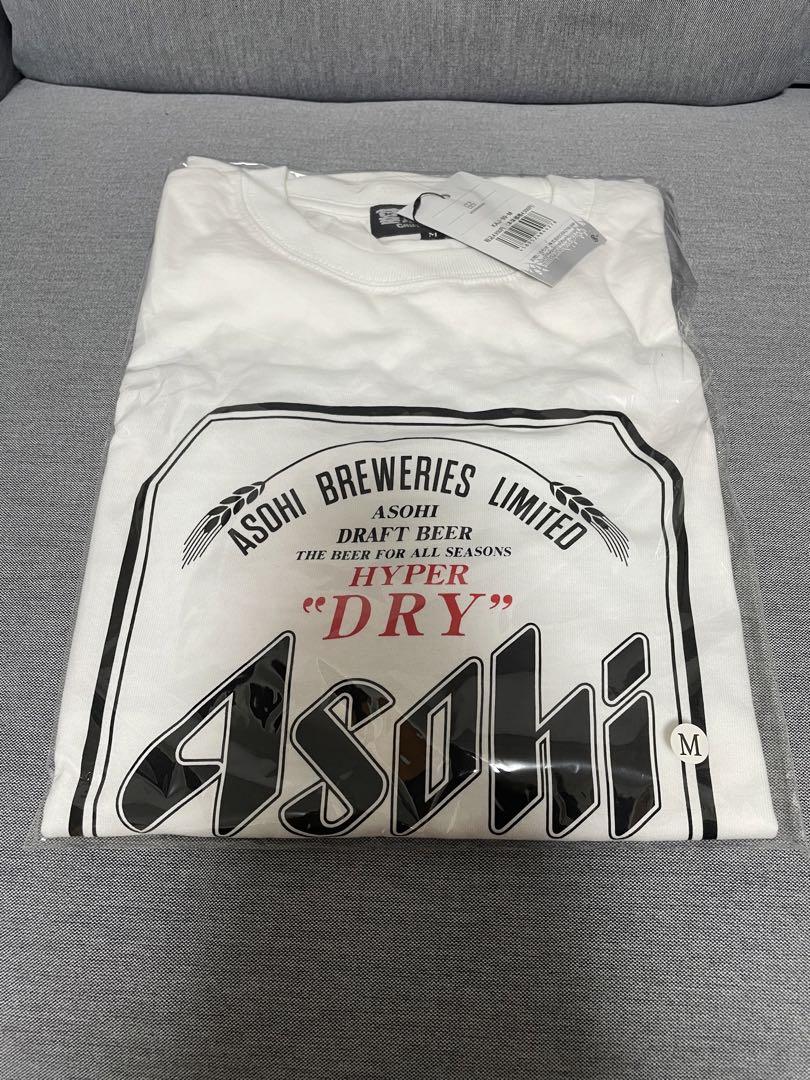 M
ASOHI BREWERIES LIMITED
ASOHI
DRAFT BEER
THE BEER FOR ALL SEASONS
HYPER
“DRY”
Asohi
M